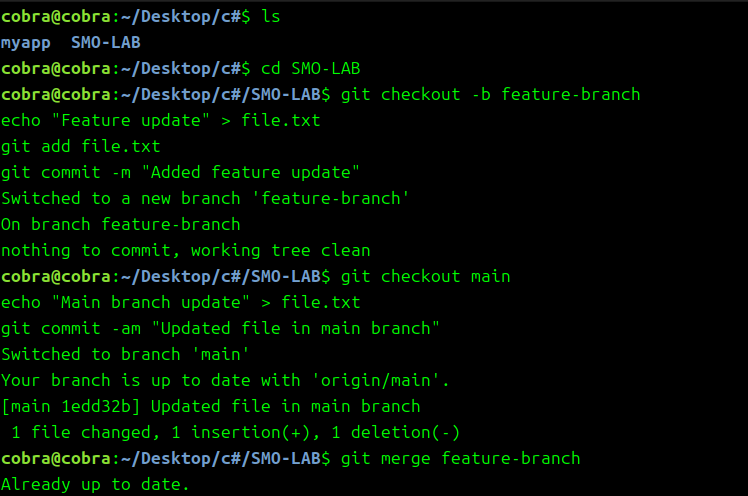 cobra@cobra:~/Desktop/c#$ ls
myapp  SMO-LAB
cobra@cobra:~/Desktop/c#$ cd SMO-LAB
cobra@cobra:~/Desktop/c#/SMO-LAB$ git checkout -b feature-branch
echo "Feature update" > file.txt
git add file.txt
git commit -m "Added feature update"
Switched to a new branch 'feature-branch'
On branch feature-branch
nothing to commit, working tree clean
cobra@cobra:~/Desktop/c#/SMO-LAB$ git checkout main
echo "Main branch update" > file.txt
git commit -am "Updated file in main branch"
Switched to branch 'main'
Your branch is up to date with 'origin/main'.
[main 1edd32b] Updated file in main branch
 1 file changed, 1 insertion(+), 1 deletion(-)
cobra@cobra:~/Desktop/c#/SMO-LAB$ git merge feature-branch
Already up to date.